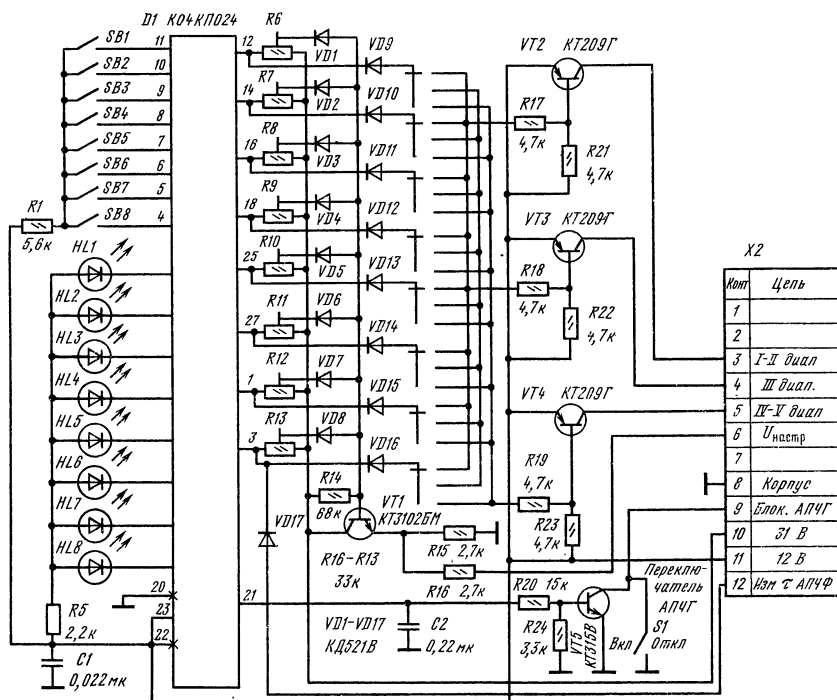 D1 К04КП024
SB1
11
SB2
10
SB3
9
SB4
8
SB5
7
SB6
6
SB7
5
SB8
4
R1
5,6к
HL1
HL2
HL3
HL4
HL5
HL6
HL7
HL8
R5
2,2к
C1
0,022мк
20
23
22
12
14
16
18
25
27
1
3
21
R6
R7
R8
R9
R10
R11
R12
R13
VD1
VD2
VD3
VD4
VD5
VD6
VD7
VD8
VD9
VD10
VD11
VD12
VD13
VD14
VD15
VD16
R14
68к
VT1
КТ3102БМ
VD17
R16-R13
33к
R15
2,7к
R16
2,7к
VD1-VD17
КД521В
C2
0,22мк
VT2
КТ209Г
R17
4,7к
R21
4,7к
VT3
КТ209Г
R18
4,7к
R22
4,7к
VT4
КТ209Г
R19
4,7к
R23
4,7к
R20
15к
R24
3,3к
VT5
КТ315В
Переклю-
чатель
АПЧГ
S1
Вкл
Откл
X2
Конт Цепь
1
2
3 I-II диап
4 III диап.
5 IV-V диап
6 Uнастр
7
8 Корпус
9 Блок. АПЧГ
10 31 В
11 12 В
12 Изм τ АПЧФ